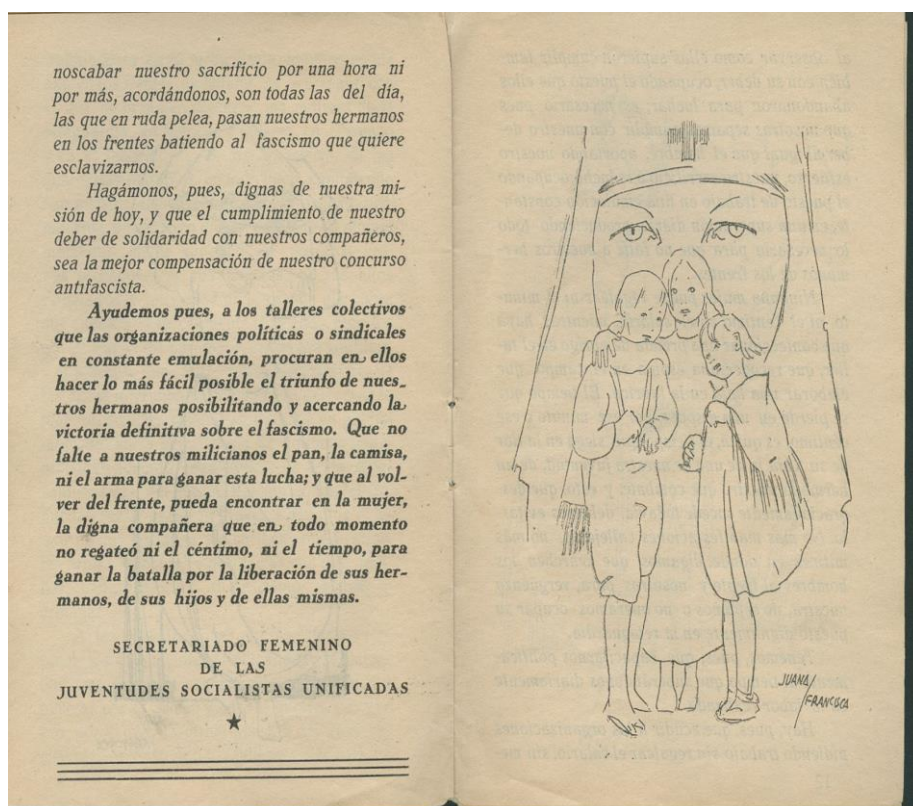 noscabar nuestro sacrificio por una hora ni
por más, acordándonos, son todas las del día,
las que en ruda pelea, pasan nuestros hermanos
en los frentes batiendo al fascismo que quiere
esclavizarnos.
Hagámonos, pues, dignas de nuestra mi-
sión de hoy, y que el cumplimiento de nuestro
deber de solidaridad con nuestros compañeros,
sea la mejor compensación de nuestro concurso
antifascista.
Ayudemos pues, a los talleres colectivos
que las organizaciones políticas o sindicales
en constante emulación, procuran en ellos
hacer lo más fácil posible el triunfo de nues-
tros hermanos posibilitando y acercando la
victoria definitiva sobre el fascismo. Que no
falte a nuestros milicianos el pan, la camisa,
ni el arma para ganar esta lucha; y que al vol-
ver del frente, pueda encontrar en la mujer,
la digna compañera que en todo momento
no regateó ni el céntimo, ni el tiempo, para
ganar la batalla por la liberación de sus her-
manos, de sus hijos y de ellas mismas.
SECRETARIADO FEMENINO
DE LAS
JUVENTUDES SOCIALISTAS UNIFICADAS
JUANA/
FRANCISCA